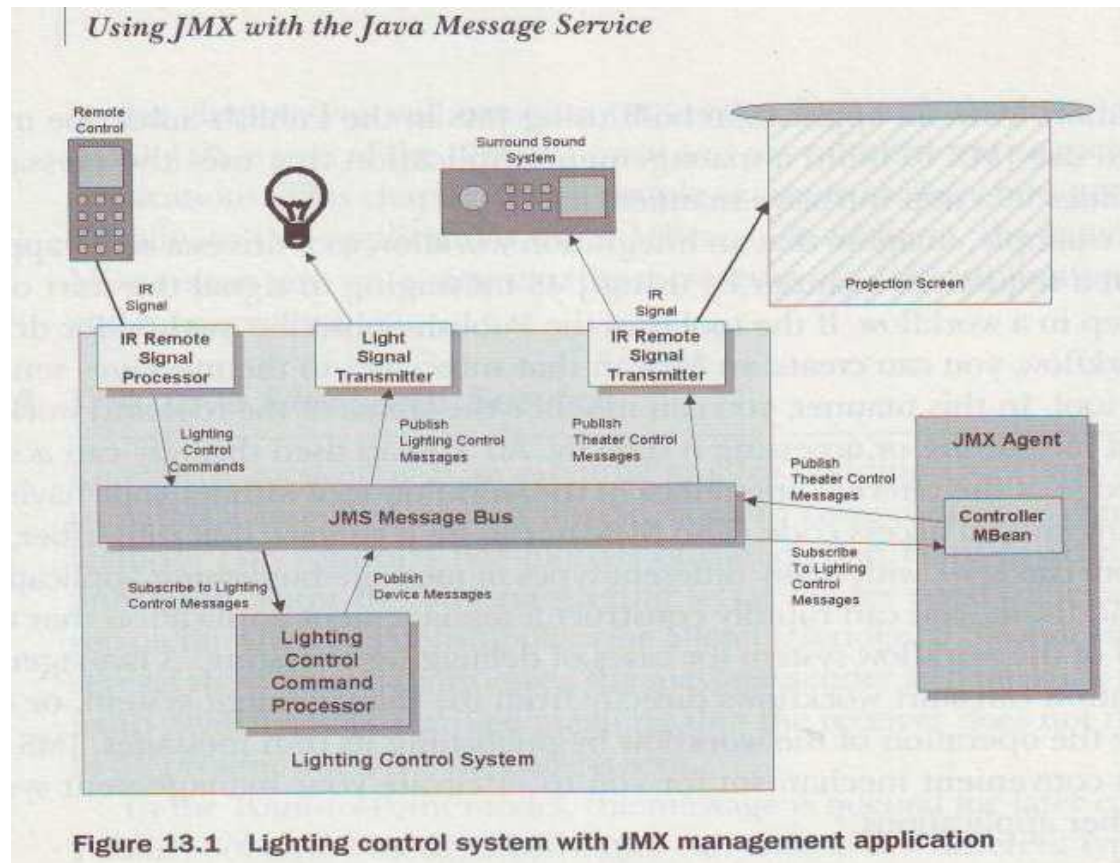 Using JMX with the Java Message Service
Remote
Control
Surround Sound
System
Projection Screen
IR
Signal
IR
Signal
IR Remote
Signal
Processor
Light
Signal
Transmitter
IR Remote
Signal
Transmitter
Lighting
Control
Commands
Publish
Lighting Control
Messages
Publish
Theater Control
Messages
JMX Agent
Publish
Theater Control
Messages
Controller
MBean
JMS Message Bus
Subscribe
To Lighting
Control
Messages
Subscribe to Lighting
Control Messages
Publish
Device Messages
Lighting
Control
Command
Processor
Lighting Control System
Figure 13.1 Lighting control system with JMX management application